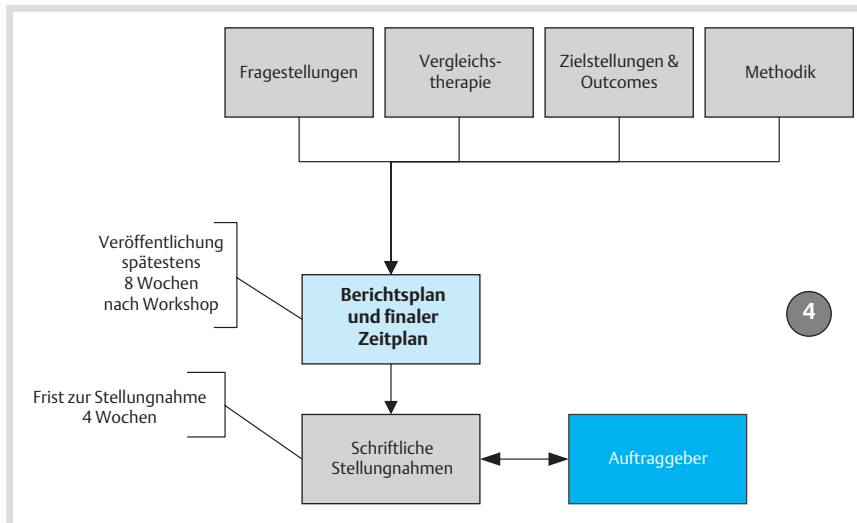 Fragestellungen
Vergleichs-
therapie
Zielstellungen &
Outcomes
Methodik
Veröffentlichung
spätestens
8 Wochen
nach Workshop
Berichtsplan
und finaler
Zeitplan
4
Frist zur Stellungnahme
4 Wochen
Schriftliche
Stellungnahmen
Auftraggeber